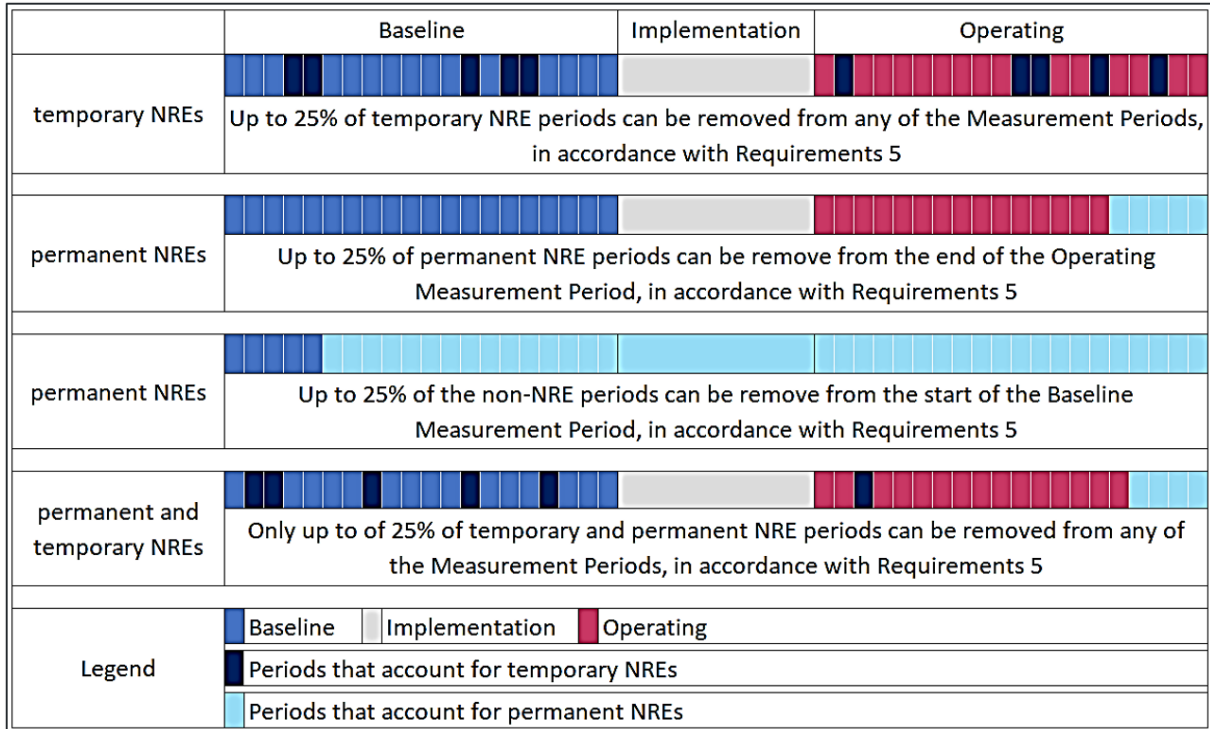 Baseline
Implementation
Operating
temporary NREs
Up to 25% of temporary NRE periods can be removed from any of the Measurement Periods,
in accordance with Requirements 5
permanent NREs
Up to 25% of permanent NRE periods can be remove from the end of the Operating
Measurement Period, in accordance with Requirements 5
permanent NREs
Up to 25% of the non-NRE periods can be remove from the start of the Baseline
Measurement Period, in accordance with Requirements 5
permanent and
temporary NREs
Only up to of 25% of temporary and permanent NRE periods can be removed from any of
the Measurement Periods, in accordance with Requirements 5
Legend
Baseline
Implementation
Operating
Periods that account for temporary NREs
Periods that account for permanent NREs